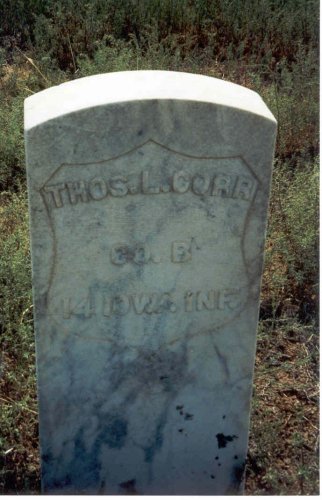 THOS. L. CORR
CO. B
14 IOWA INF.